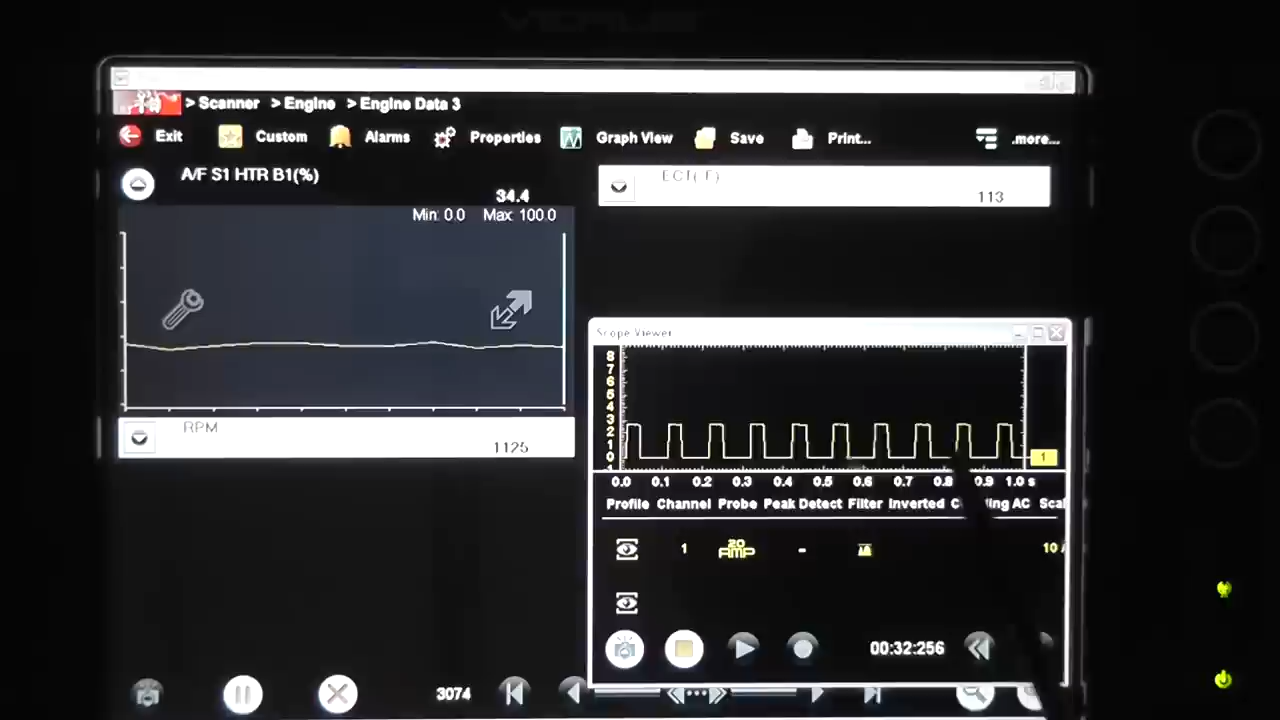 VERUS
> Scanner > Engine > Engine Data 3
Exit Custom Alarms Properties Graph View Save Print... .more...
A/F S1 HTR B1(%)
34.4
Min: 0.0 Max: 100.0
ECT(°F)
113
RPM
1125
Scope Viewer
8
7
6
5
4
3
2
1
0
1
0.0 0.1 0.2 0.3 0.4 0.5 0.6 0.7 0.8 0.9 1.0 s
Profile Channel Probe Peak Detect Filter Inverted AC
1 20 AMP - 10
00:32:256
3074